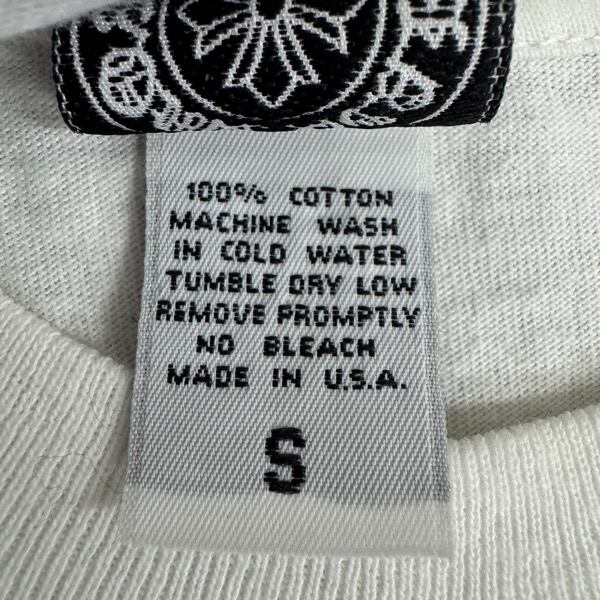 100% COTTON
MACHINE WASH
IN COLD WATER
TUMBLE DRY LOW
REMOVE PROMPTLY
NO BLEACH
MADE IN U.S.A.
S